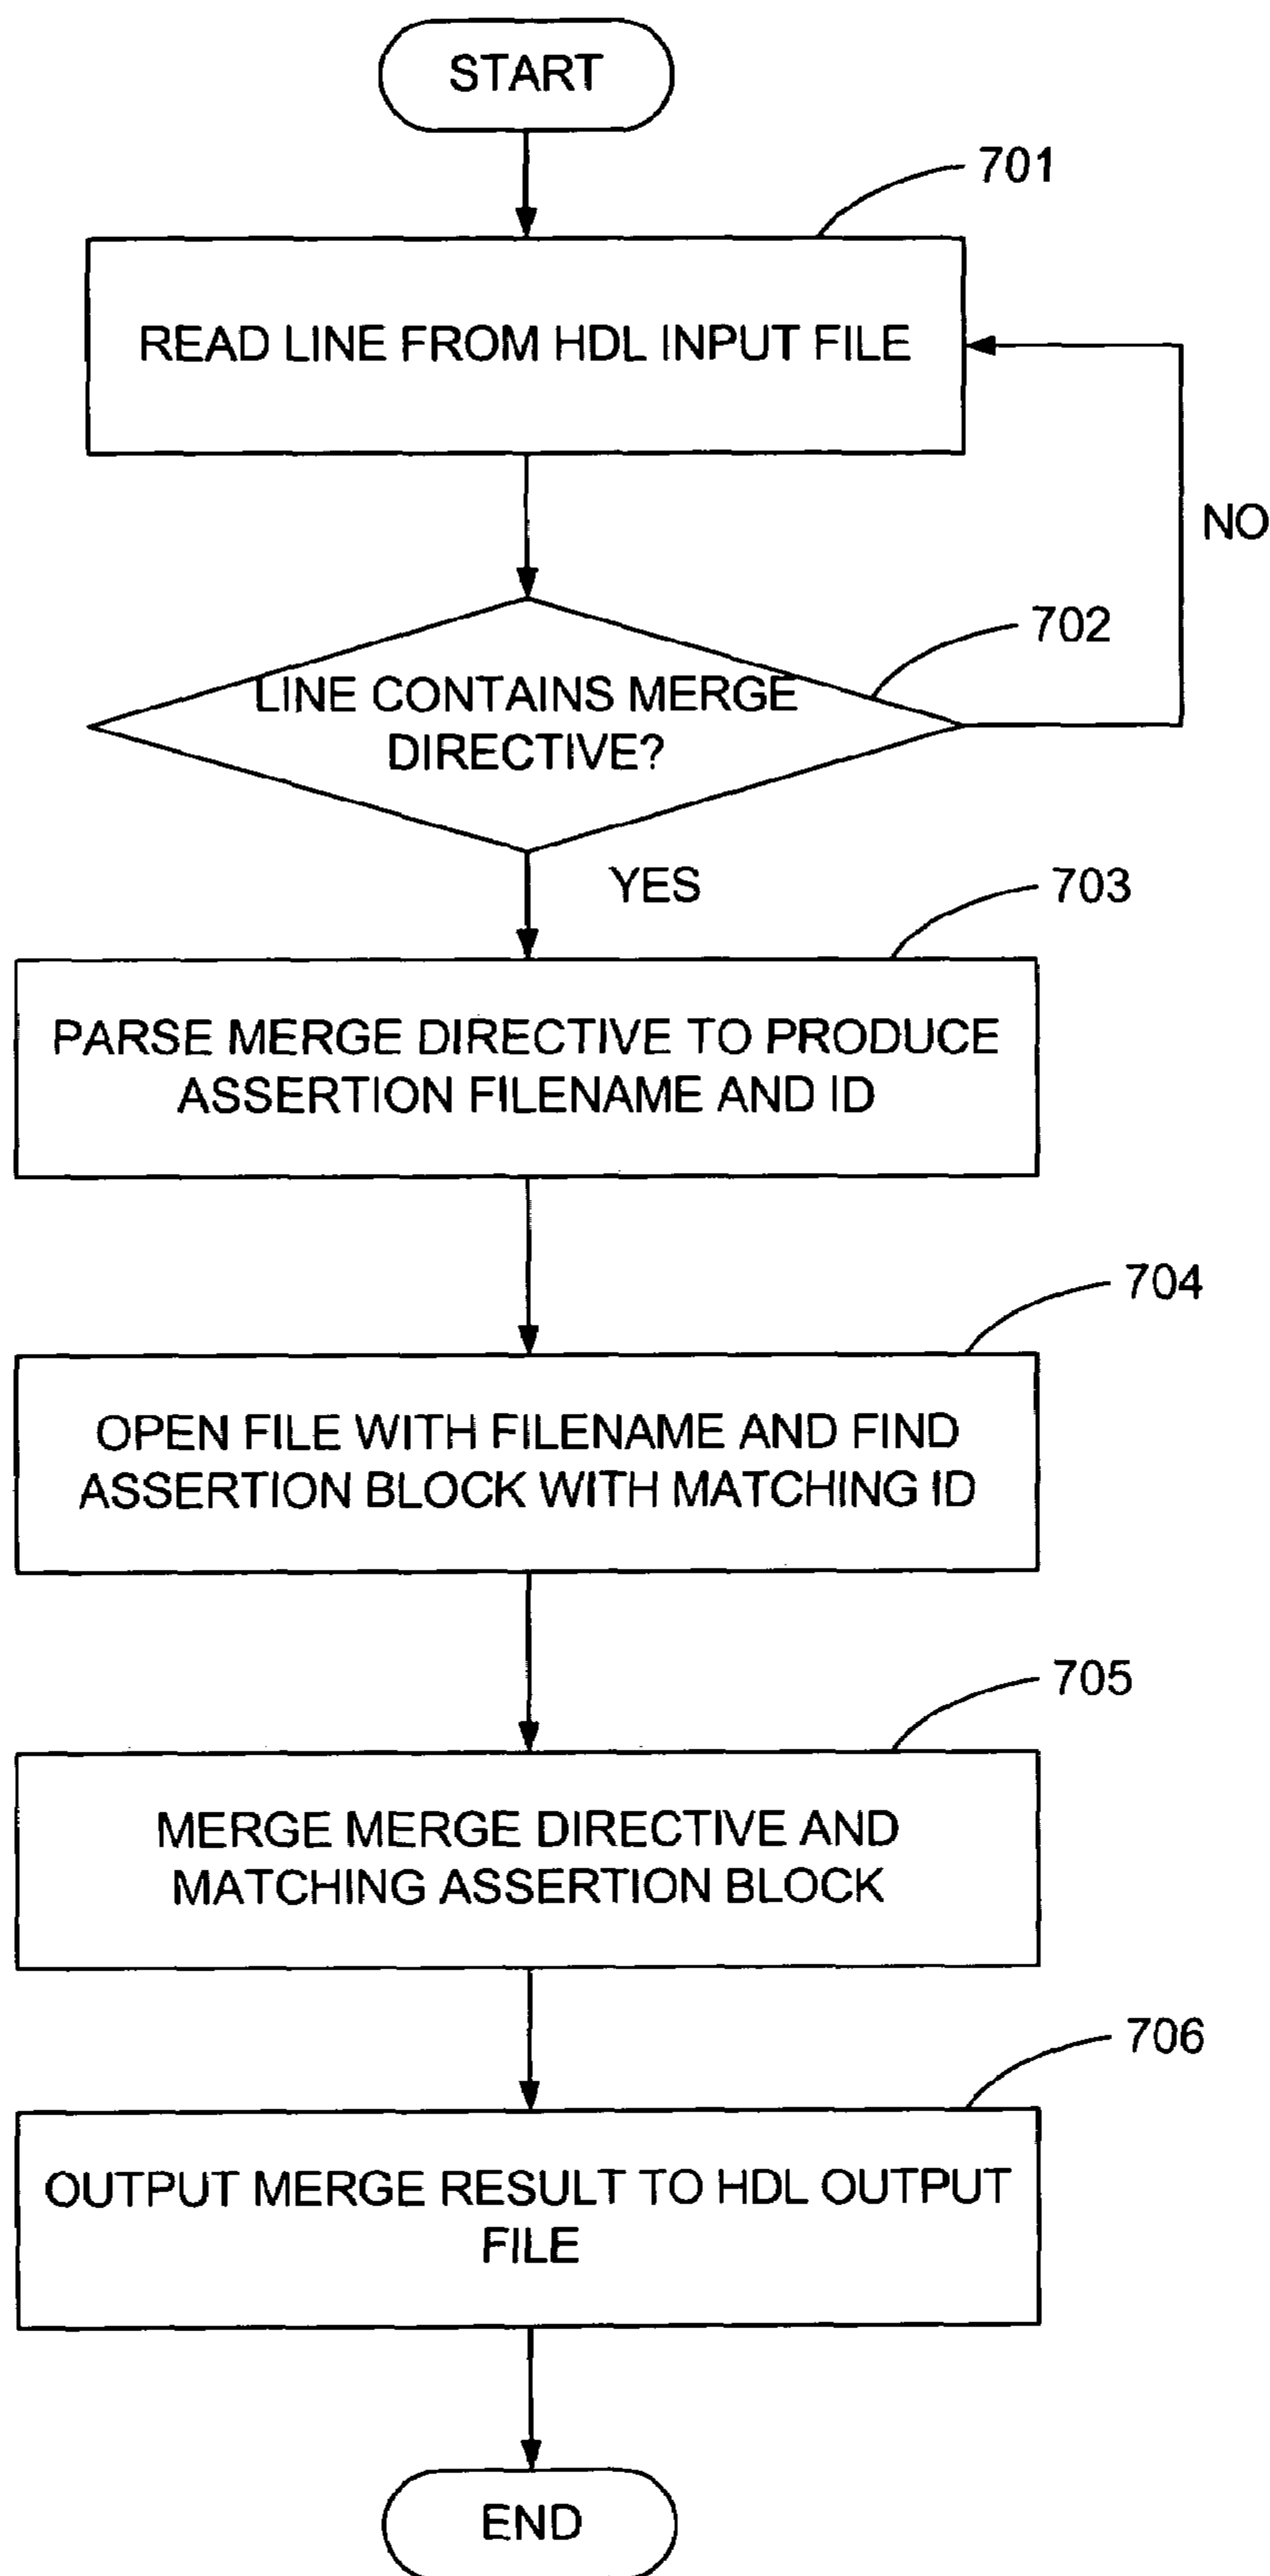 START
701
READ LINE FROM HDL INPUT FILE
NO
702
LINE CONTAINS MERGE
DIRECTIVE?
YES
703
PARSE MERGE DIRECTIVE TO PRODUCE
ASSERTION FILENAME AND ID
704
OPEN FILE WITH FILENAME AND FIND
ASSERTION BLOCK WITH MATCHING ID
705
MERGE MERGE DIRECTIVE AND
MATCHING ASSERTION BLOCK
706
OUTPUT MERGE RESULT TO HDL OUTPUT
FILE
END